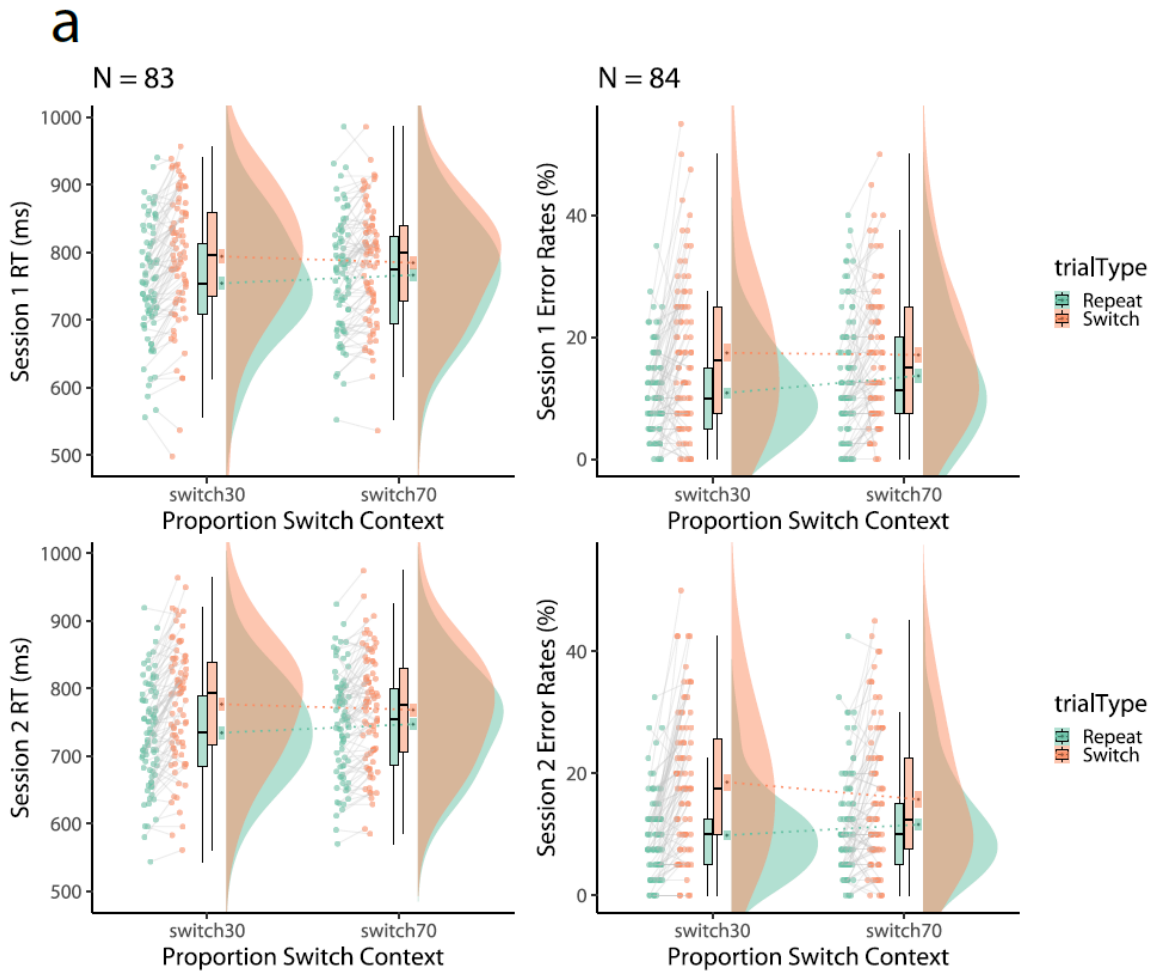 a
N = 83
N = 84
1000
900
800
700
600
500
Session 1 RT (ms)
switch30
switch70
Proportion Switch Context
40
20
0
Session 1 Error Rates (%)
switch30
switch70
Proportion Switch Context
trialType
Repeat
Switch
1000
900
800
700
600
500
Session 2 RT (ms)
switch30
switch70
Proportion Switch Context
40
20
0
Session 2 Error Rates (%)
switch30
switch70
Proportion Switch Context
trialType
Repeat
Switch